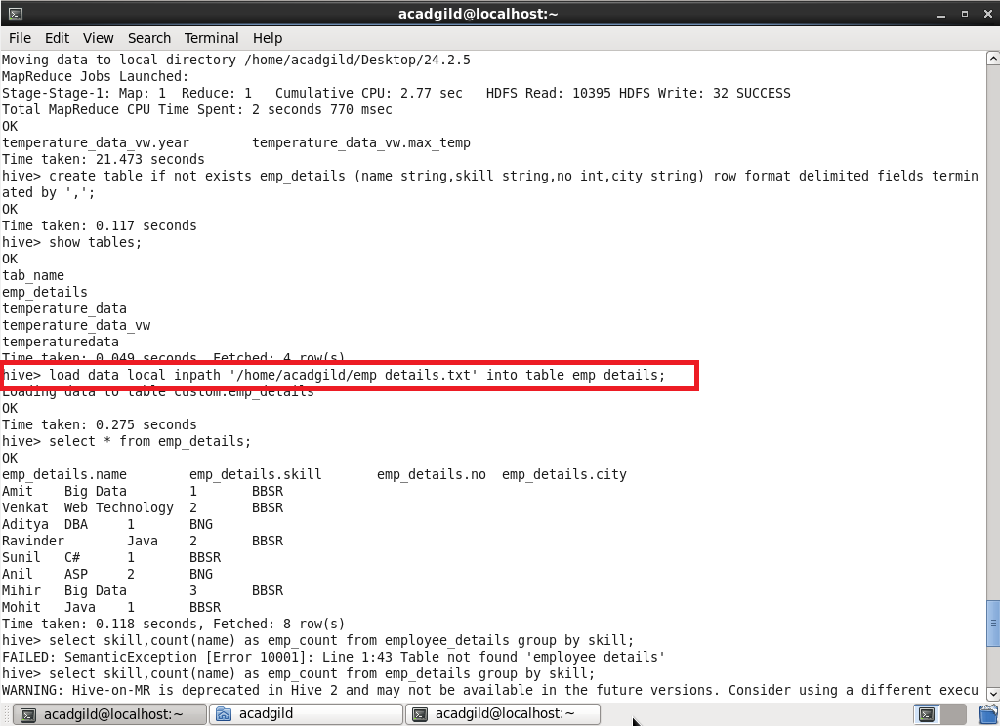 acadgild@localhost:~
File Edit View Search Terminal Help
Moving data to local directory /home/acadgild/Desktop/24.2.5
MapReduce Jobs Launched:
Stage-Stage-1: Map: 1  Reduce: 1   Cumulative CPU: 2.77 sec   HDFS Read: 10395 HDFS Write: 32 SUCCESS
Total MapReduce CPU Time Spent: 2 seconds 770 msec
OK
temperature_data_vw.year        temperature_data_vw.max_temp
Time taken: 21.473 seconds
hive> create table if not exists emp_details (name string,skill string,no int,city string) row format delimited fields termin
ated by ',';
OK
Time taken: 0.117 seconds
hive> show tables;
OK
tab_name
emp_details
temperature_data
temperature_data_vw
temperaturedata
Time taken: 0.049 seconds, Fetched: 4 row(s)
hive> load data local inpath '/home/acadgild/emp_details.txt' into table emp_details;
Loading data to table custom.emp_details
OK
Time taken: 0.275 seconds
hive> select * from emp_details;
OK
emp_details.name        emp_details.skill       emp_details.no  emp_details.city
Amit    Big Data        1       BBSR
Venkat  Web Technology  2       BBSR
Aditya  DBA     1       BNG
Ravinder        Java    2       BBSR
Sunil   C#      1       BBSR
Anil    ASP     2       BNG
Mihir   Big Data        3       BBSR
Mohit   Java    1       BBSR
Time taken: 0.118 seconds, Fetched: 8 row(s)
hive> select skill,count(name) as emp_count from employee_details group by skill;
FAILED: SemanticException [Error 10001]: Line 1:43 Table not found 'employee_details'
hive> select skill,count(name) as emp_count from emp_details group by skill;
WARNING: Hive-on-MR is deprecated in Hive 2 and may not be available in the future versions. Consider using a different execu
acadgild@localhost:~ acadgild acadgild@localhost:~